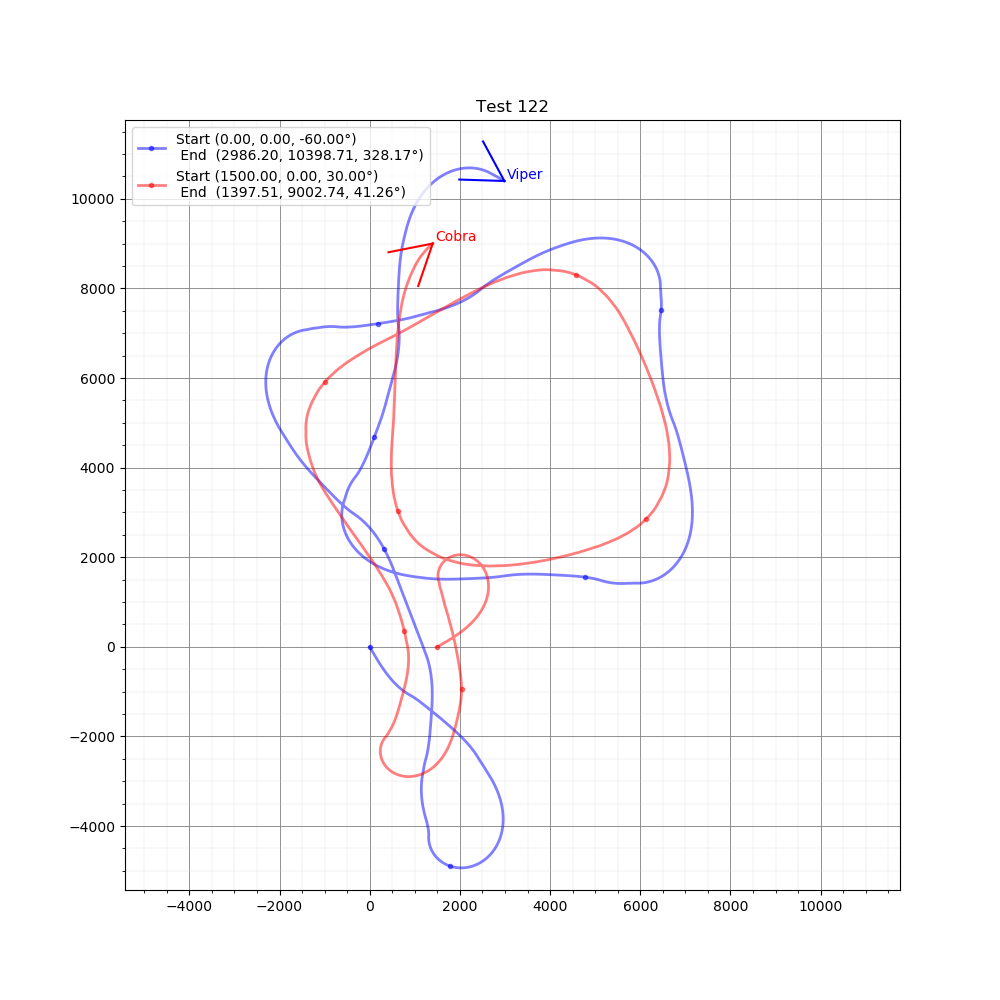 Test 122
Start (0.00, 0.00, -60.00°)
End (2986.20, 10398.71, 328.17°)
Start (1500.00, 0.00, 30.00°)
End (1397.51, 9002.74, 41.26°)
Viper
Cobra
10000
8000
6000
4000
2000
0
−2000
−4000
−4000 −2000 0 2000 4000 6000 8000 10000